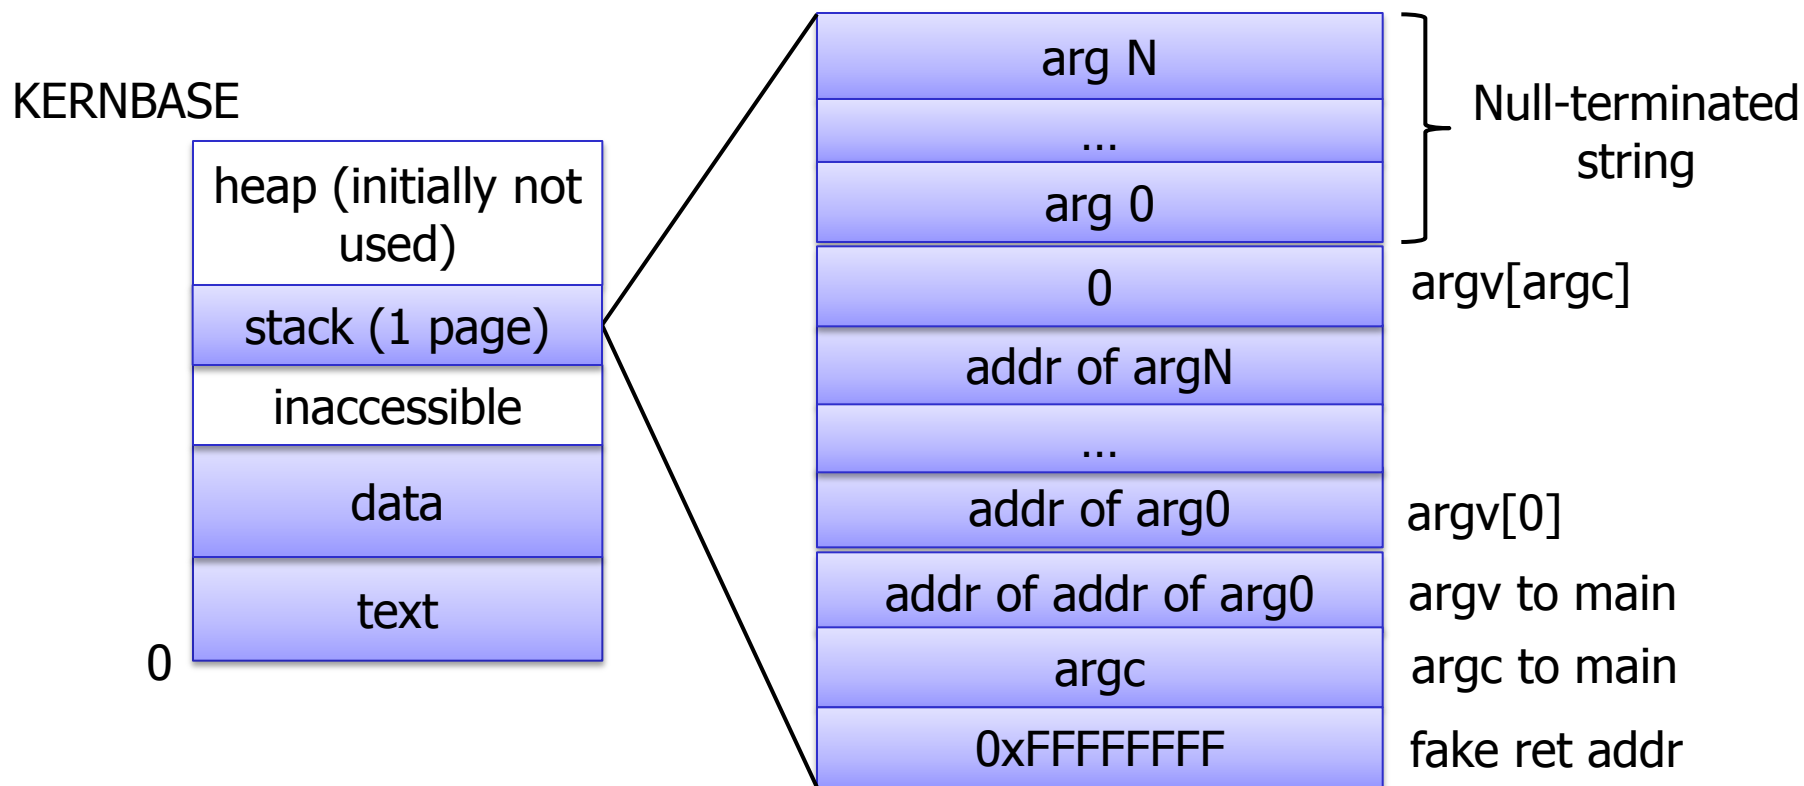 KERNBASE
heap (initially not
used)
stack (1 page)
inaccessible
data
text
0
arg N
...
arg 0
0
addr of argN
...
addr of arg0
addr of addr of arg0
argc
0xFFFFFFFF
Null-terminated
string
argv[argc]
argv[0]
argv to main
argc to main
fake ret addr